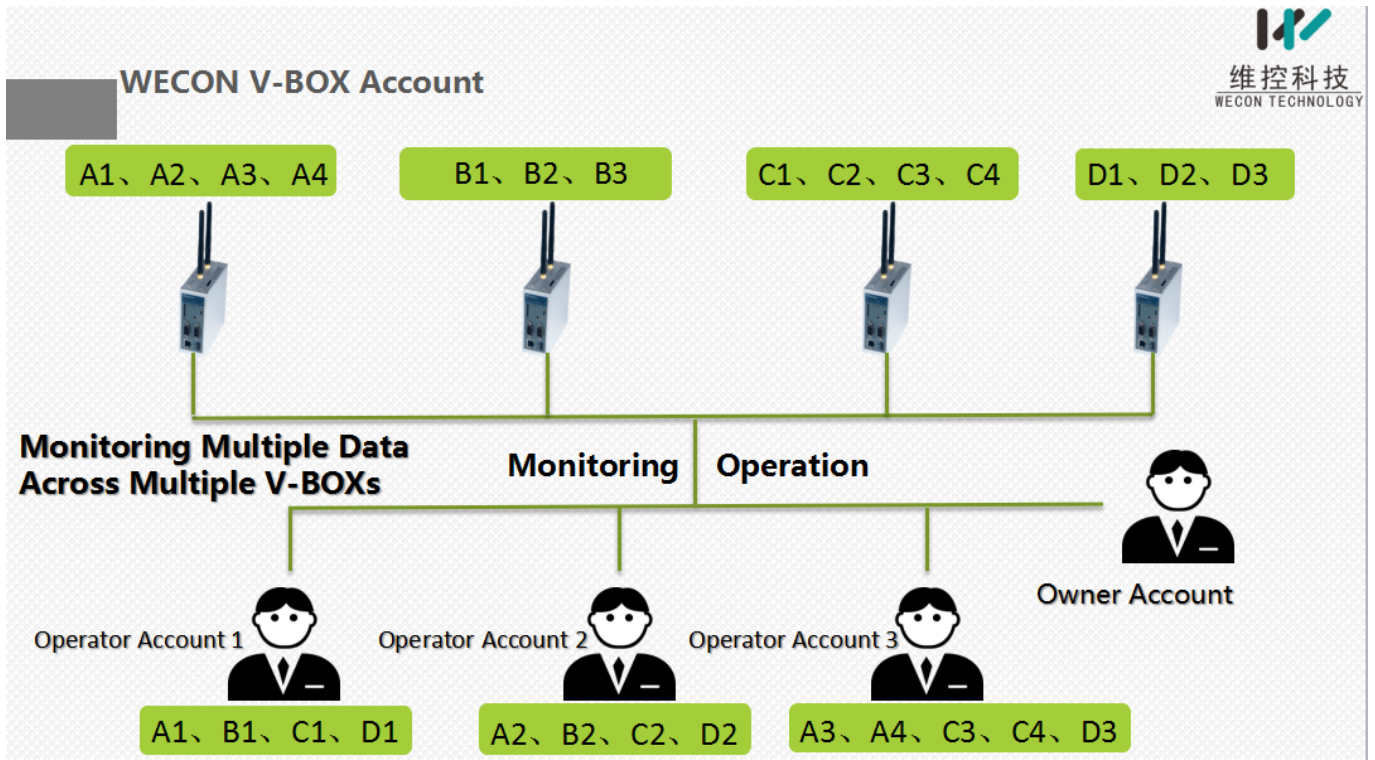 WECON V-BOX Account
维控科技
WECON TECHNOLOGY
A1、A2、A3、A4
B1、B2、B3
C1、C2、C3、C4
D1、D2、D3
Monitoring Multiple Data
Across Multiple V-BOXs
Monitoring
Operation
Owner Account
Operator Account 1
Operator Account 2
Operator Account 3
A1、B1、C1、D1
A2、B2、C2、D2
A3、A4、C3、C4、D3